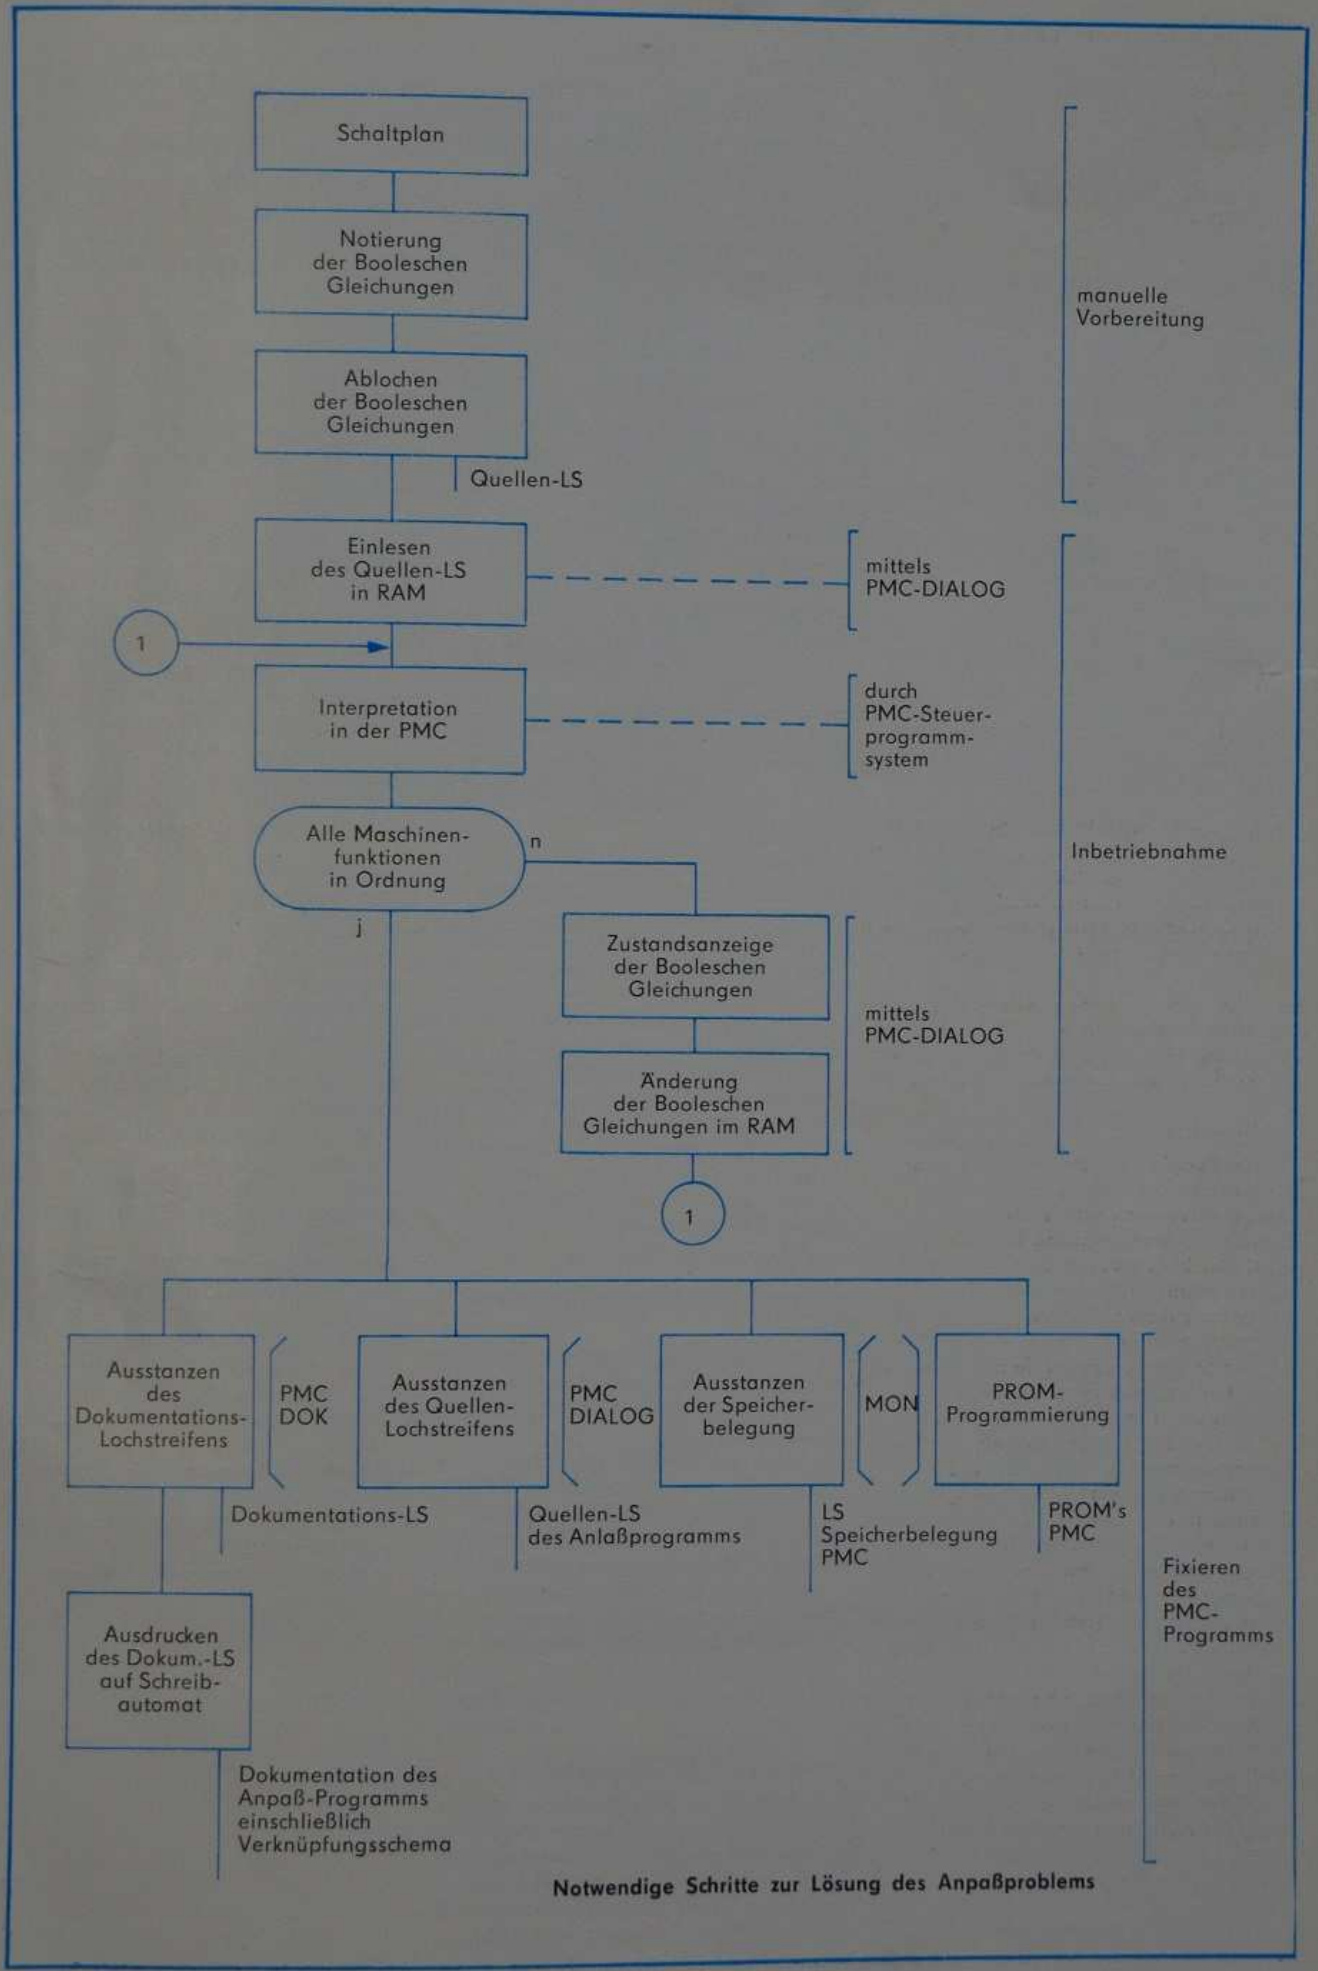 Schaltplan
Notierung
der Booleschen
Gleichungen
manuelle
Vorbereitung
Ablochen
der Booleschen
Gleichungen
Quellen-LS
Einlesen
des Quellen-LS
in RAM
mittels
PMC-DIALOG
1
Interpretation
in der PMC
durch
PMC-Steuer-
programm-
system
Alle Maschinen-
funktionen
in Ordnung
n
j
Inbetriebnahme
Zustandsanzeige
der Booleschen
Gleichungen
mittels
PMC-DIALOG
Änderung
der Booleschen
Gleichungen im RAM
1
Ausstanzen
des
Dokumentations-
Lochstreifens
PMC
DOK
Ausstanzen
des Quellen-
Lochstreifens
PMC
DIALOG
Ausstanzen
der Speicher-
belegung
MON
PROM-
Programmierung
Dokumentations-LS
Quellen-LS
des Anlaßprogramms
LS
Speicherbelegung
PMC
PROM's
PMC
Fixieren
des
PMC-
Programms
Ausdrucken
des Dokum.-LS
auf Schreib-
automat
Dokumentation des
Anpaß-Programms
einschließlich
Verknüpfungsschema
Notwendige Schritte zur Lösung des Anpaßproblems